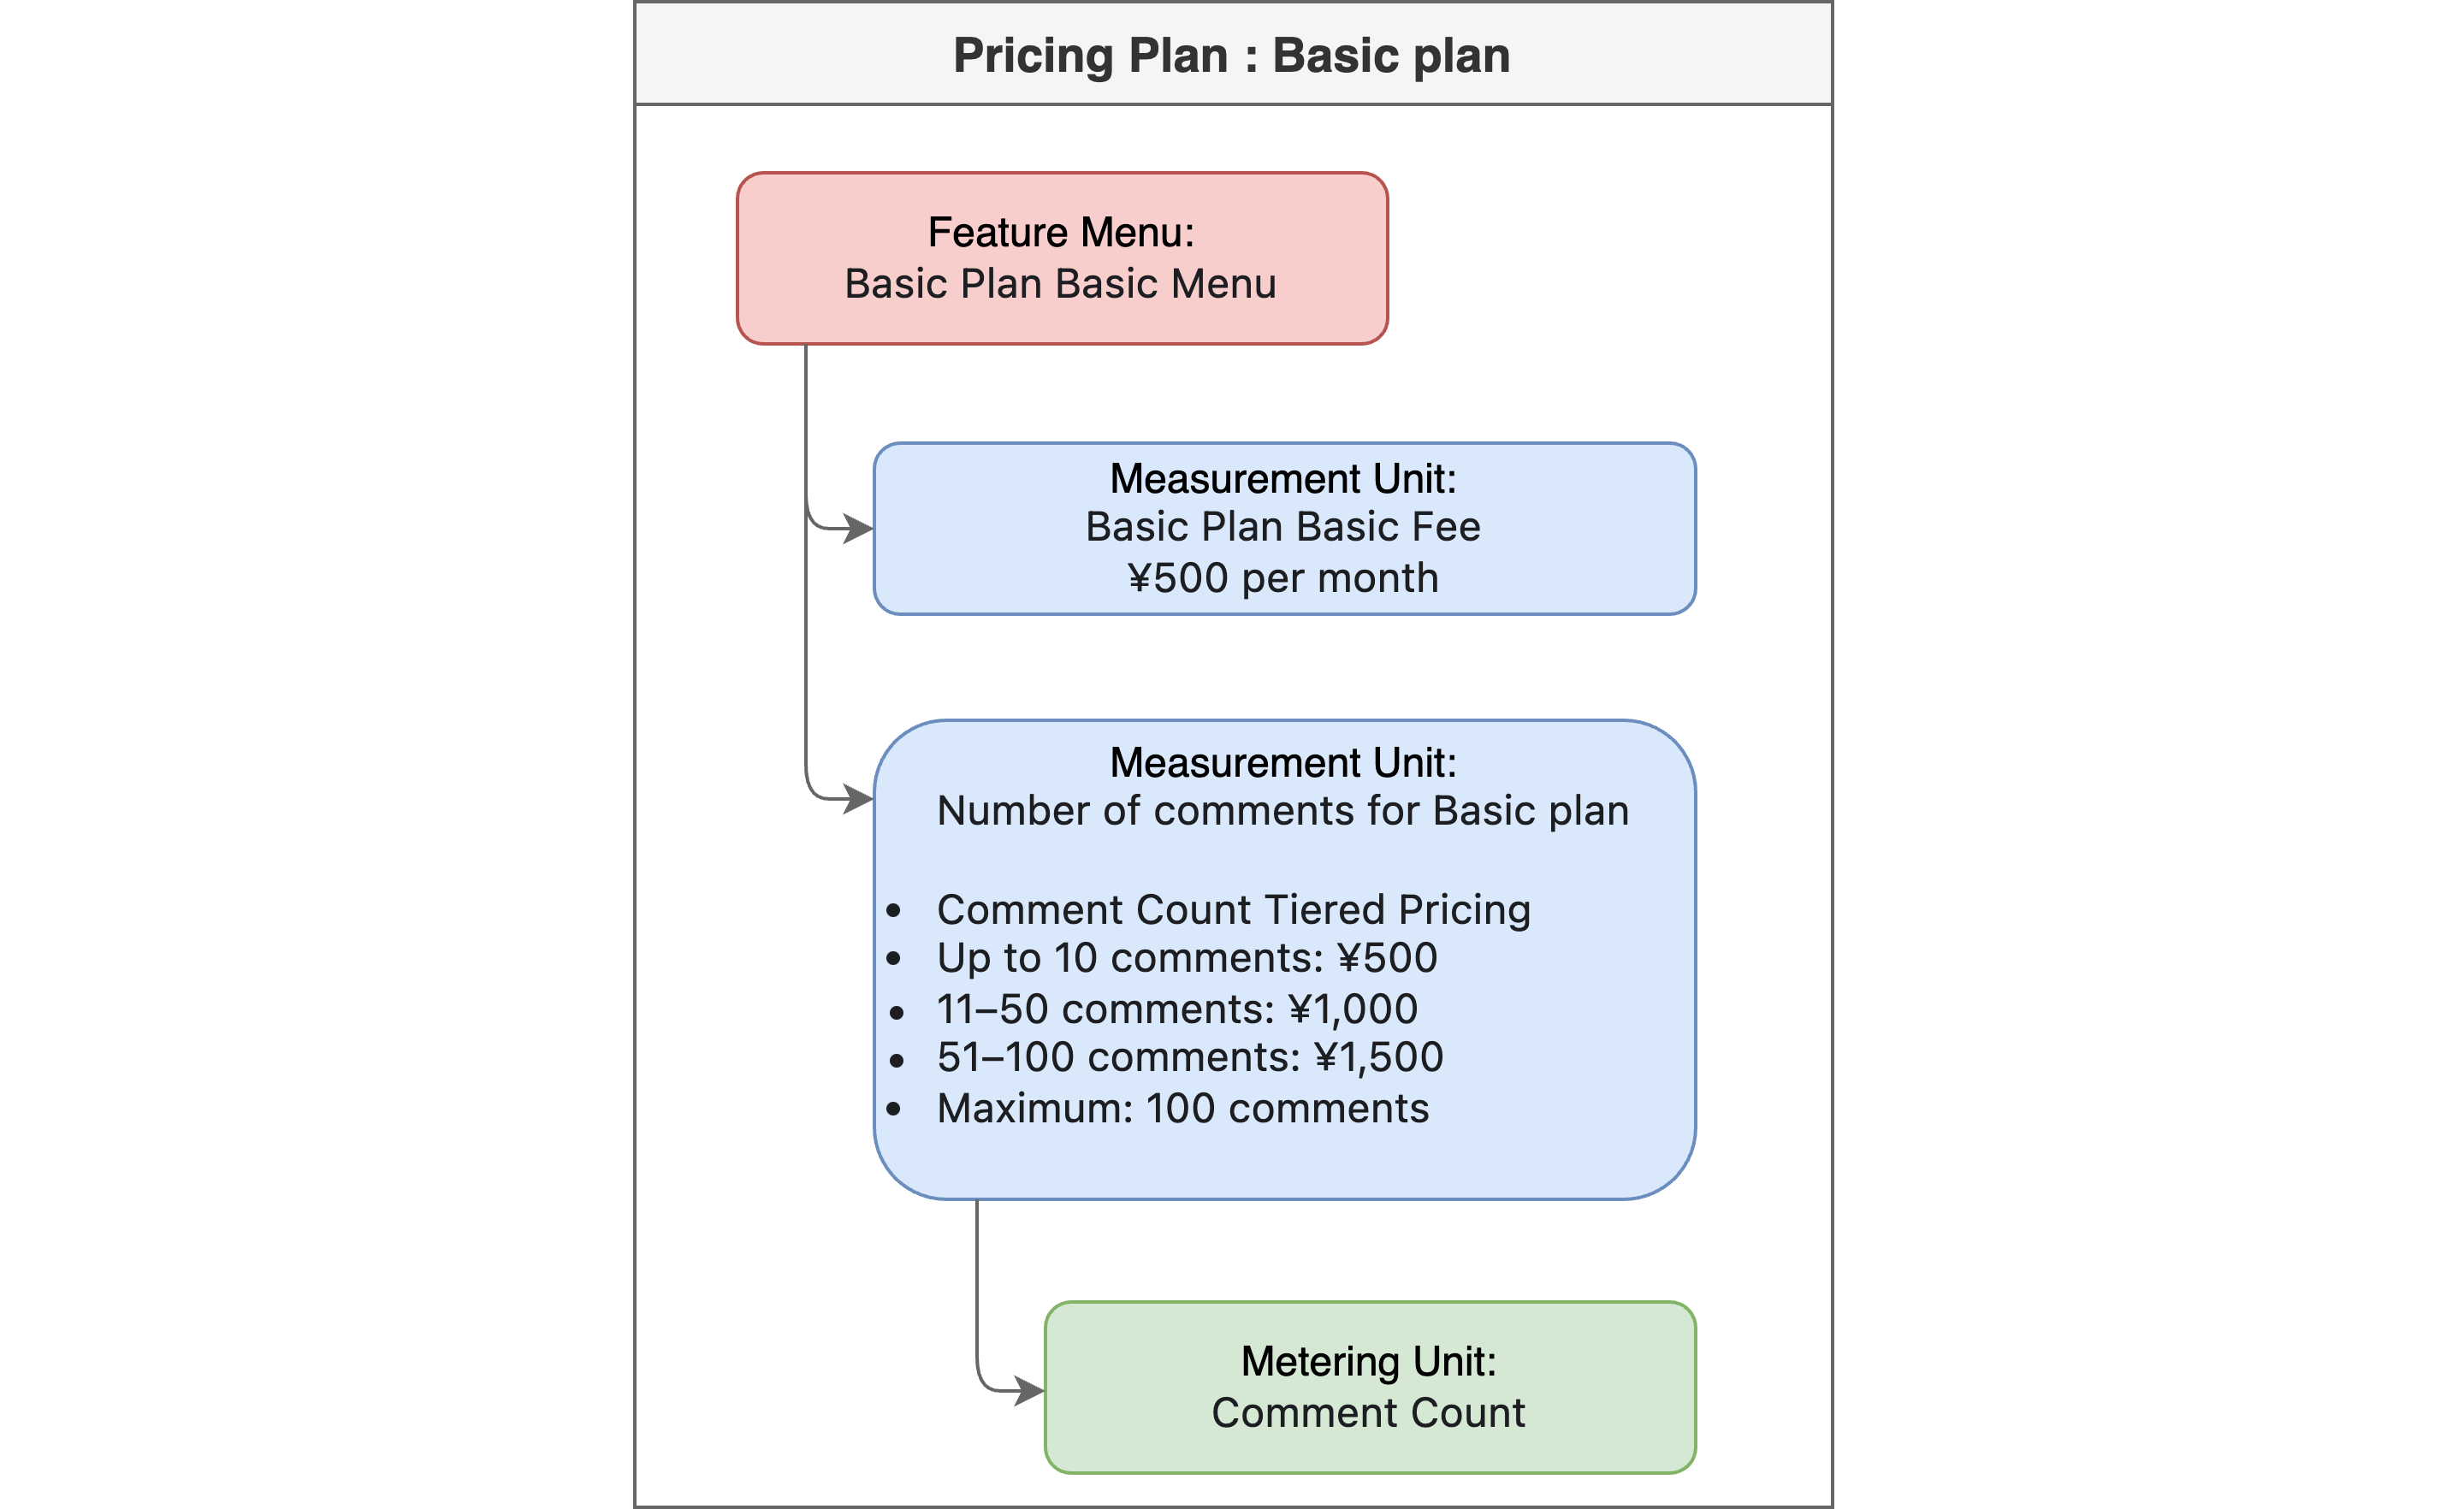 Pricing Plan : Basic plan
Feature Menu:
Basic Plan Basic Menu
Measurement Unit:
Basic Plan Basic Fee
¥500 per month
Measurement Unit:
Number of comments for Basic plan
• Comment Count Tiered Pricing
• Up to 10 comments: ¥500
• 11–50 comments: ¥1,000
• 51–100 comments: ¥1,500
• Maximum: 100 comments
Metering Unit:
Comment Count